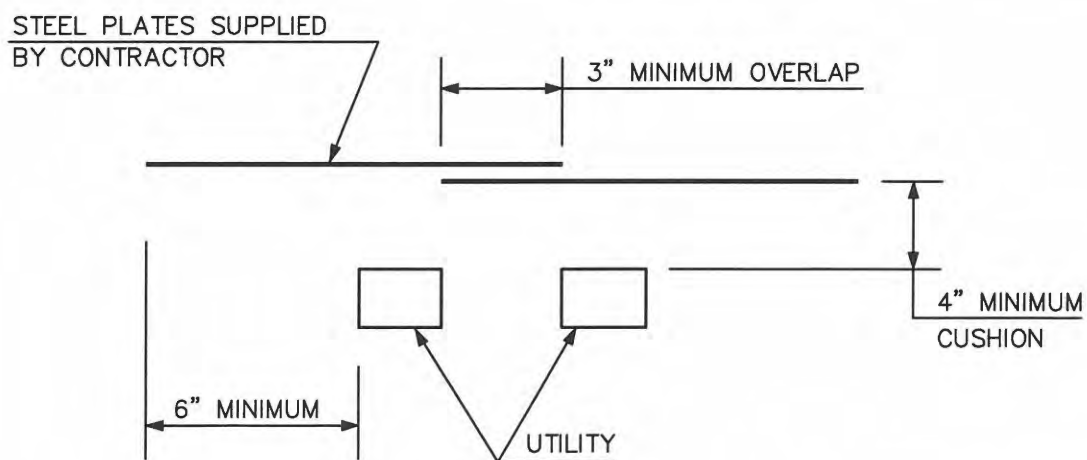 STEEL PLATES SUPPLIED
BY CONTRACTOR
3" MINIMUM OVERLAP
4" MINIMUM
CUSHION
6" MINIMUM
UTILITY